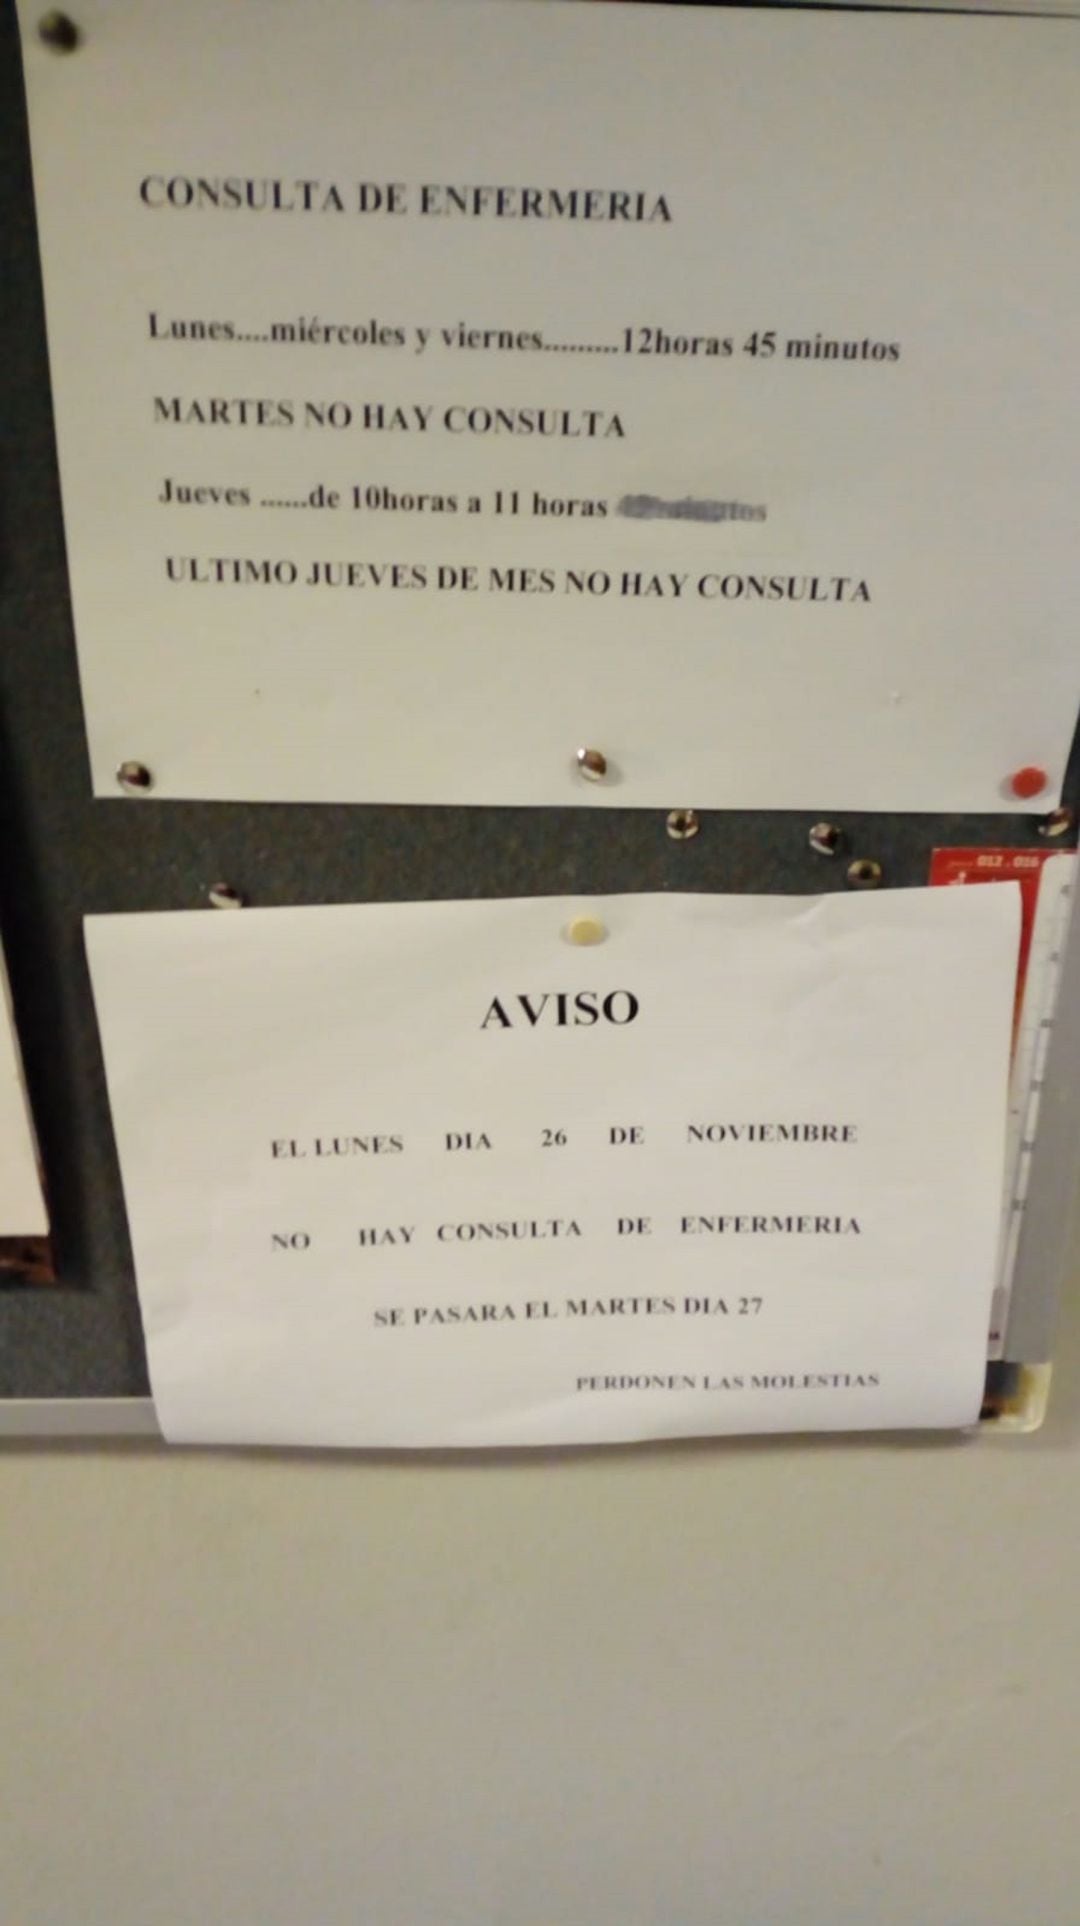 CONSULTA DE ENFERMERIA
Lunes....miércoles y viernes.........12horas 45 minutos
MARTES NO HAY CONSULTA
Jueves ......de 10horas a 11 horas
ULTIMO JUEVES DE MES NO HAY CONSULTA
012 . 016
AVISO
EL LUNES DIA 26 DE NOVIEMBRE
NO HAY CONSULTA DE ENFERMERIA
SE PASARA EL MARTES DIA 27
PERDONEN LAS MOLESTIAS